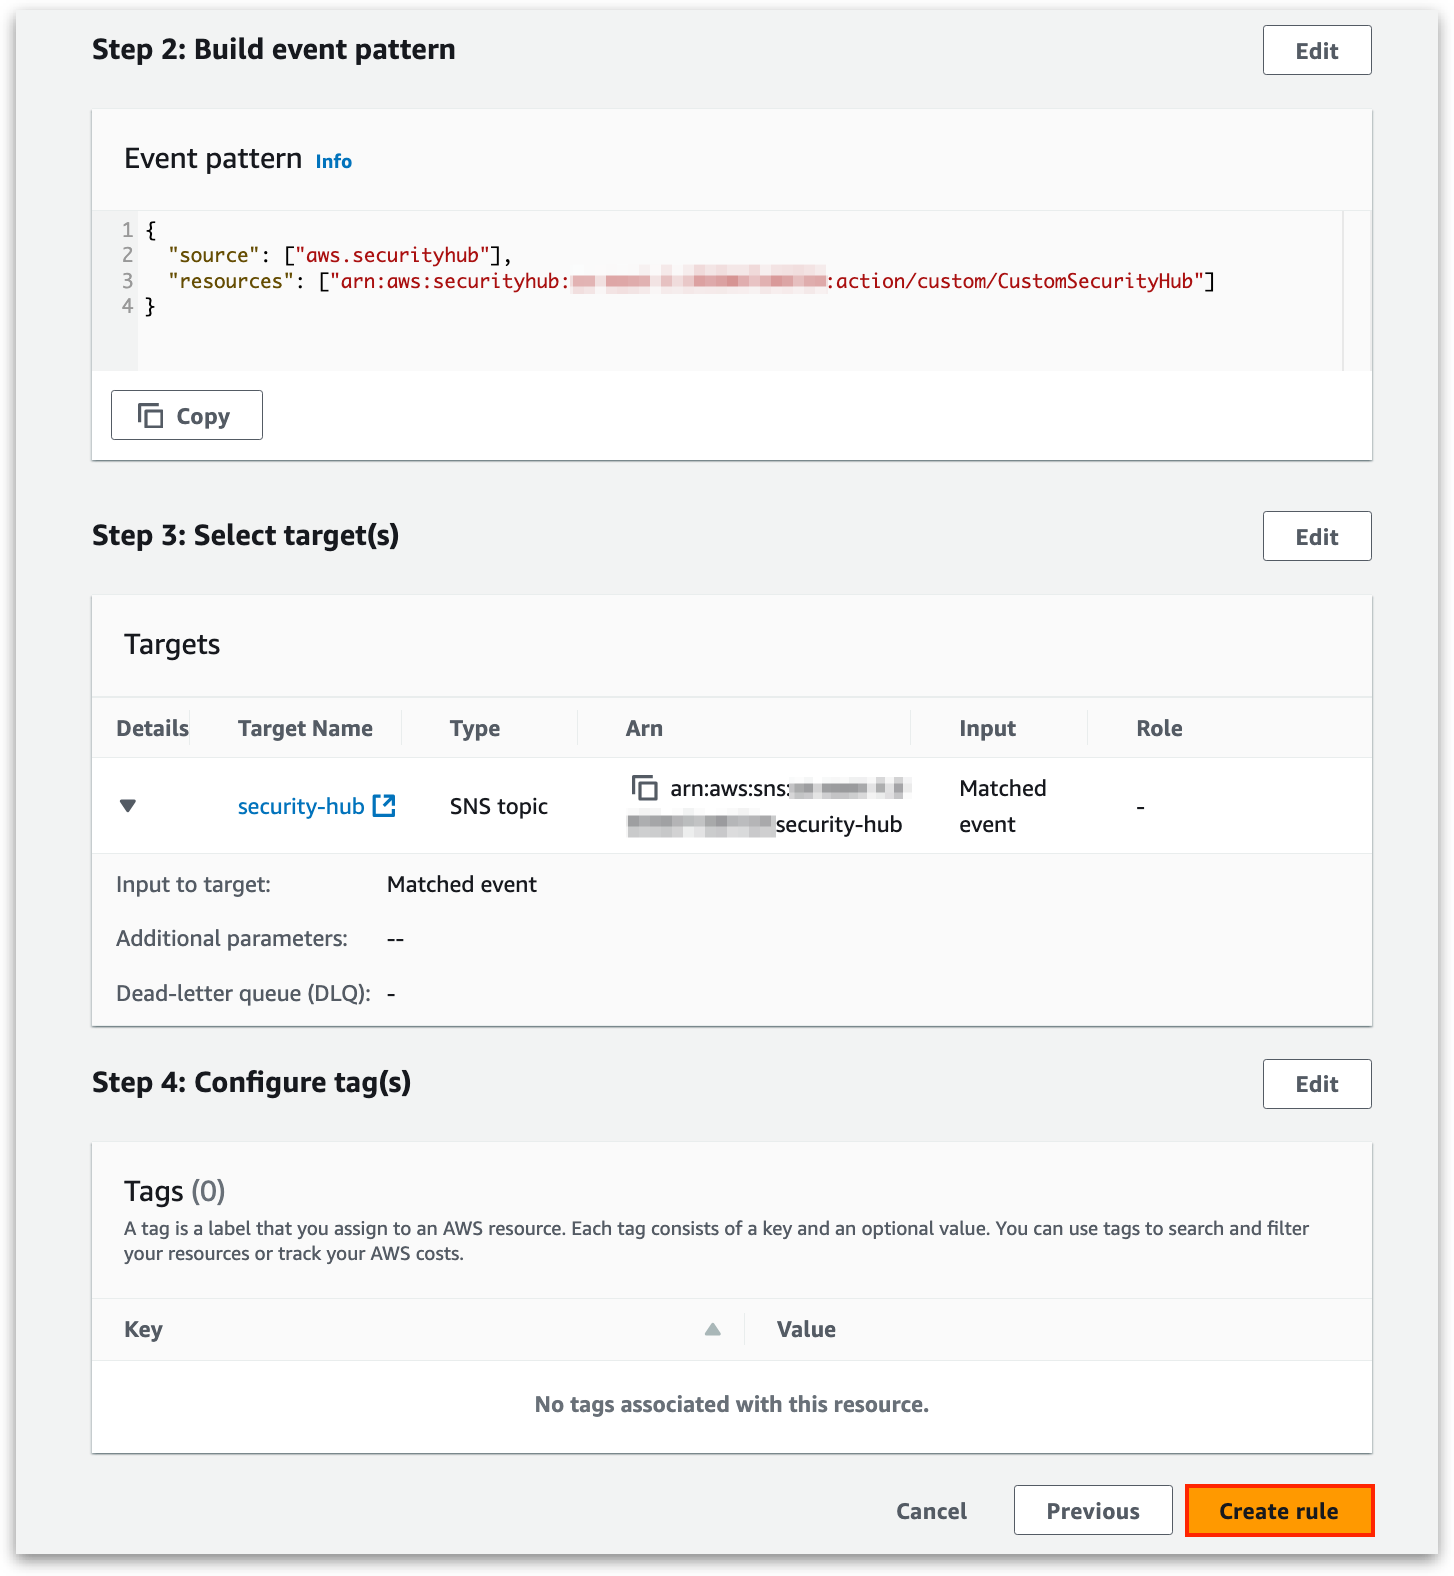 Step 2: Build event pattern
Edit
Event pattern Info
1 {
2 "source": ["aws.securityhub"],
3 "resources": ["arn:aws:securityhub: :action/custom/CustomSecurityHub"]
4 }
Copy
Step 3: Select target(s)
Edit
Targets
Details Target Name Type Arn Input Role
security-hub SNS topic arn:aws:sns: Matched -
security-hub event
Input to target: Matched event
Additional parameters: --
Dead-letter queue (DLQ): -
Step 4: Configure tag(s)
Edit
Tags (0)
A tag is a label that you assign to an AWS resource. Each tag consists of a key and an optional value. You can use tags to search and filter
your resources or track your AWS costs.
Key Value
No tags associated with this resource.
Cancel Previous Create rule